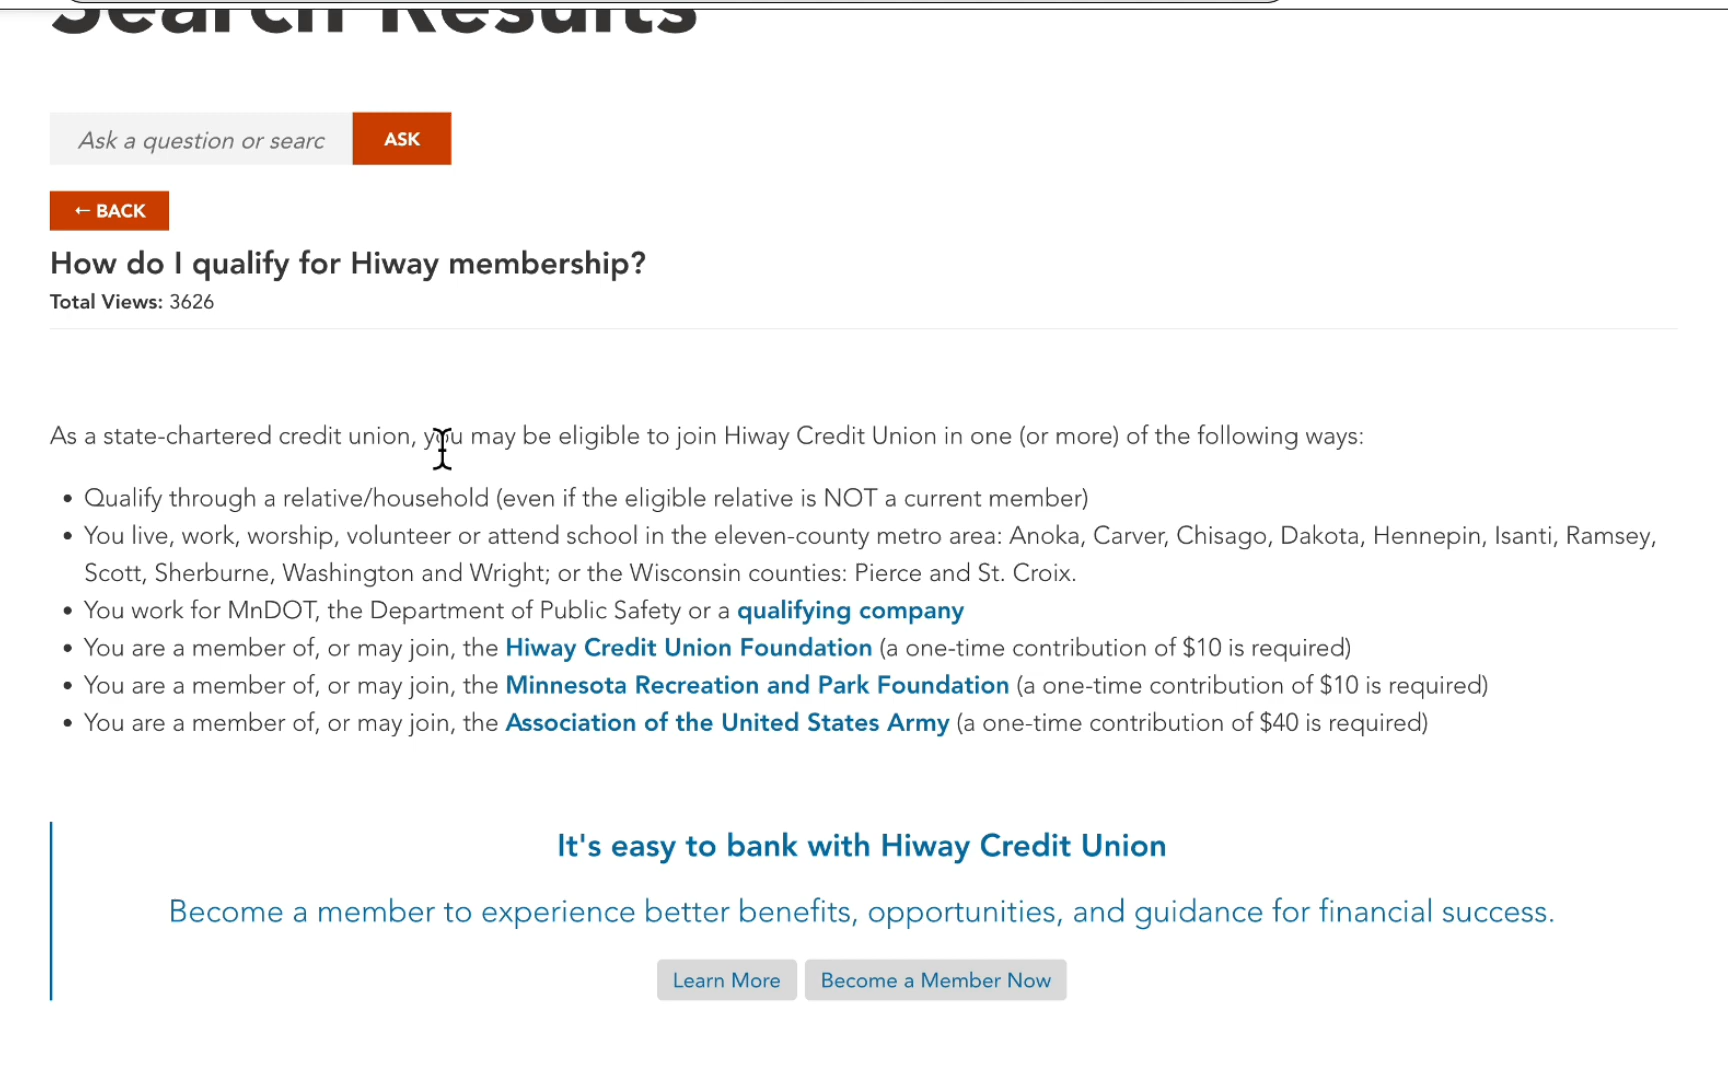 Search Results
Ask a question or searc
ASK
← BACK
How do I qualify for Hiway membership?
Total Views: 3626
As a state-chartered credit union, you may be eligible to join Hiway Credit Union in one (or more) of the following ways:
• Qualify through a relative/household (even if the eligible relative is NOT a current member)
• You live, work, worship, volunteer or attend school in the eleven-county metro area: Anoka, Carver, Chisago, Dakota, Hennepin, Isanti, Ramsey,
Scott, Sherburne, Washington and Wright; or the Wisconsin counties: Pierce and St. Croix.
• You work for MnDOT, the Department of Public Safety or a qualifying company
• You are a member of, or may join, the Hiway Credit Union Foundation (a one-time contribution of $10 is required)
• You are a member of, or may join, the Minnesota Recreation and Park Foundation (a one-time contribution of $10 is required)
• You are a member of, or may join, the Association of the United States Army (a one-time contribution of $40 is required)
It's easy to bank with Hiway Credit Union
Become a member to experience better benefits, opportunities, and guidance for financial success.
Learn More
Become a Member Now